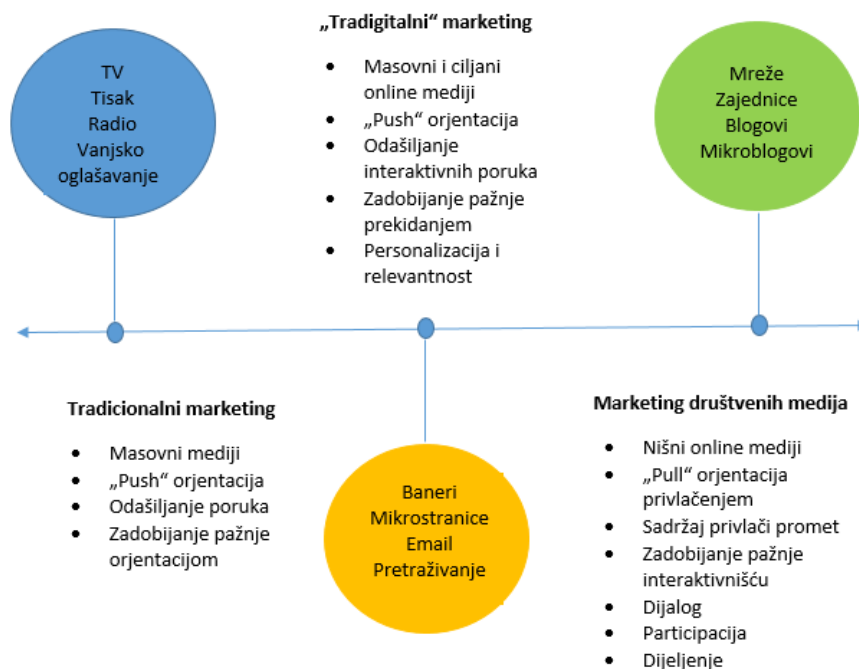 „Tradigitalni“ marketing
• Masovni i ciljani
online mediji
• „Push“ orjentacija
• Odašiljanje
interaktivnih poruka
• Zadobijanje pažnje
prekidanjem
• Personalizacija i
relevantnost
TV
Tisak
Radio
Vanjsko
oglašavanje
Mreže
Zajednice
Blogovi
Mikroblogovi
Tradicionalni marketing
• Masovni mediji
• „Push“ orjentacija
• Odašiljanje poruka
• Zadobijanje pažnje
orjentacijom
Baneri
Mikrostranice
Email
Pretraživanje
Marketing društvenih medija
• Nišni online mediji
• „Pull“ orjentacija
privlačenjem
• Sadržaj privlači promet
• Zadobijanje pažnje
interaktivnišću
• Dijalog
• Participacija
• Dijeljenje